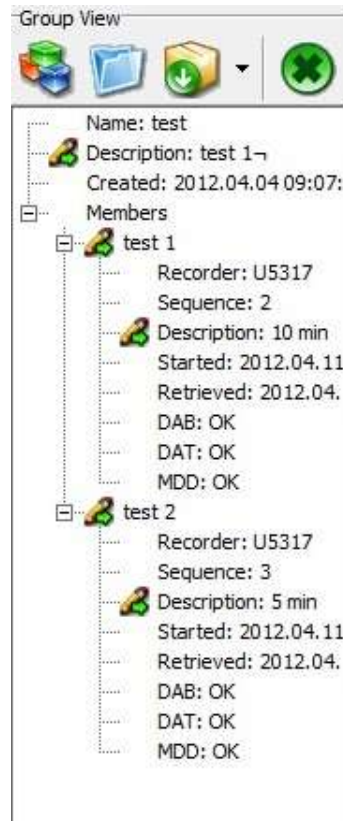 Group View
Name: test
Description: test 1¬
Created: 2012.04.04 09:07:
Members
test 1
Recorder: U5317
Sequence: 2
Description: 10 min
Started: 2012.04.11
Retrieved: 2012.04.
DAB: OK
DAT: OK
MDD: OK
test 2
Recorder: U5317
Sequence: 3
Description: 5 min
Started: 2012.04.11
Retrieved: 2012.04.
DAB: OK
DAT: OK
MDD: OK